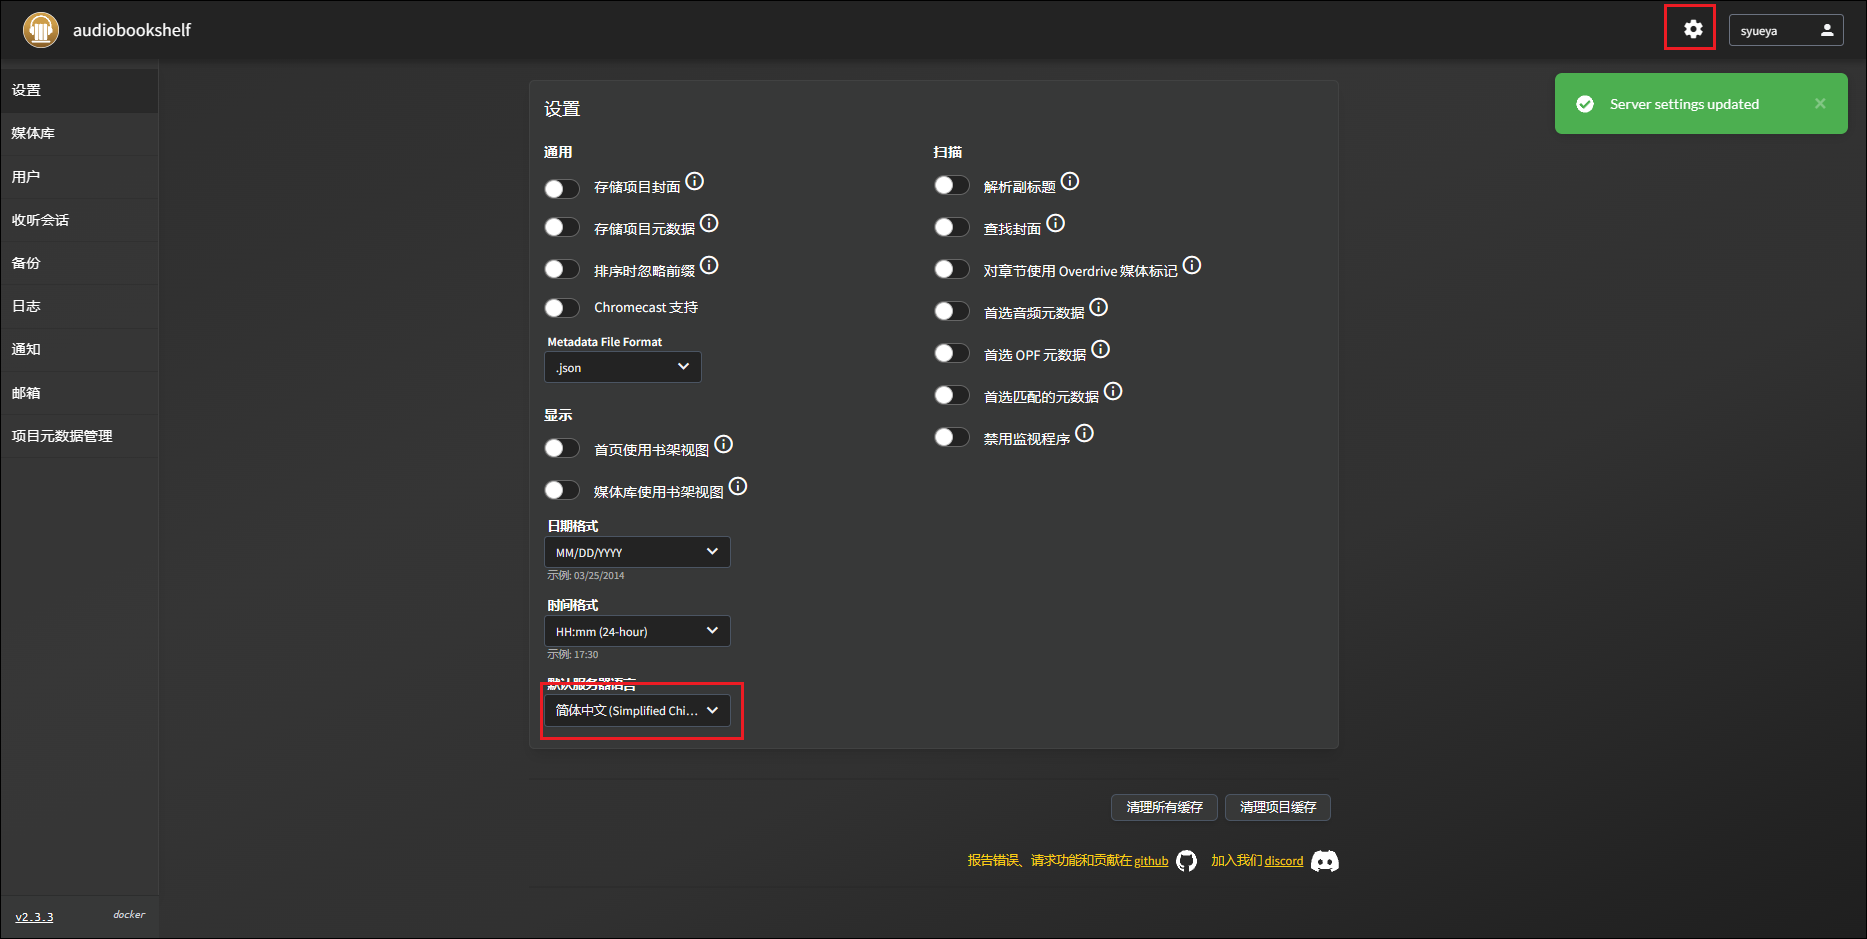 audiobookshelf
syueya
Server settings updated
设置
媒体库
用户
收听会话
备份
日志
通知
邮箱
项目元数据管理
v2.3.3
docker
设置
通用
存储项目封面
存储项目元数据
排序时忽略前缀
Chromecast 支持
Metadata File Format
.json
显示
首页使用书架视图
媒体库使用书架视图
日期格式
MM/DD/YYYY
示例: 03/25/2014
时间格式
HH:mm (24-hour)
示例: 17:30
默认服务器语言
简体中文 (Simplified Chi...
扫描
解析副标题
查找封面
对章节使用 Overdrive 媒体标记
首选音频元数据
首选 OPF 元数据
首选匹配的元数据
禁用监视程序
清理所有缓存
清理项目缓存
报告错误、请求功能和贡献在 github
加入我们 discord